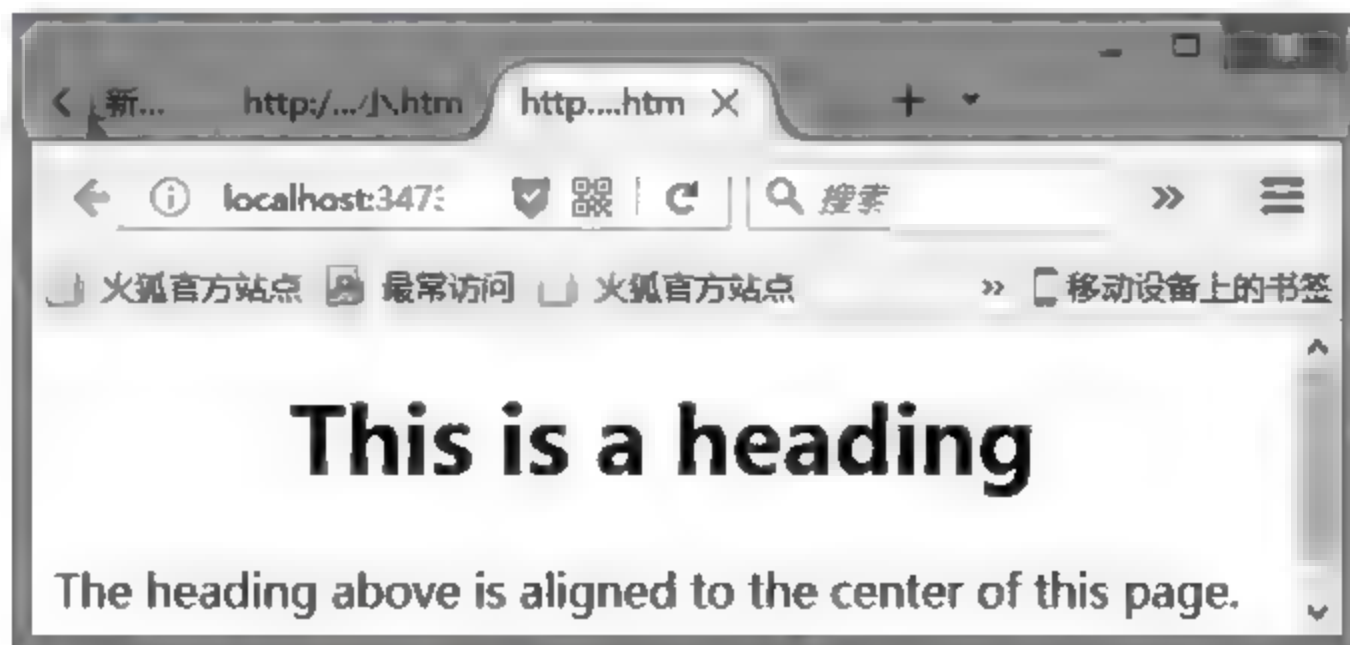 新... http:/...小.htm http....htm
localhost:3473 搜索
火狐官方站点 最常访问 火狐官方站点 移动设备上的书签
This is a heading
The heading above is aligned to the center of this page.